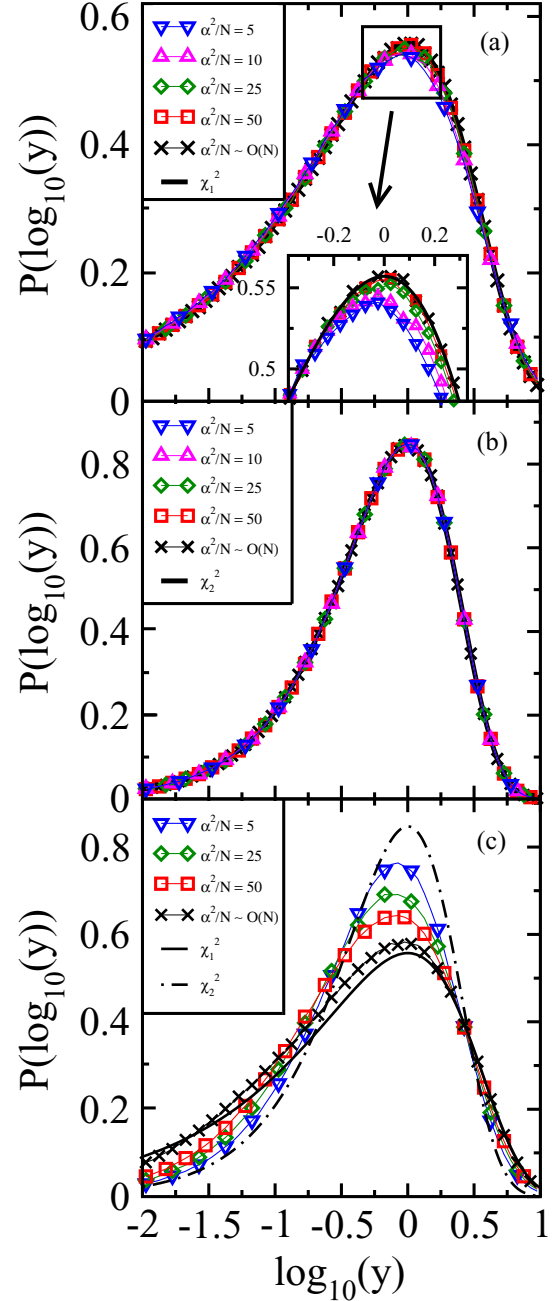 α²/N = 5
α²/N = 10
α²/N = 25
α²/N = 50
α²/N ~ O(N)
χ₁²
(a)
P(log₁₀(y))
0.6
0.4
0.2
0
-0.2 0 0.2
0.55
0.5
α²/N = 5
α²/N = 10
α²/N = 25
α²/N = 50
α²/N ~ O(N)
χ₂²
(b)
P(log₁₀(y))
0.8
0.6
0.4
0.2
0
α²/N = 5
α²/N = 25
α²/N = 50
α²/N ~ O(N)
χ₁²
χ₂²
(c)
P(log₁₀(y))
0.8
0.6
0.4
0.2
0
-2 -1.5 -1 -0.5 0 0.5 1
log₁₀(y)